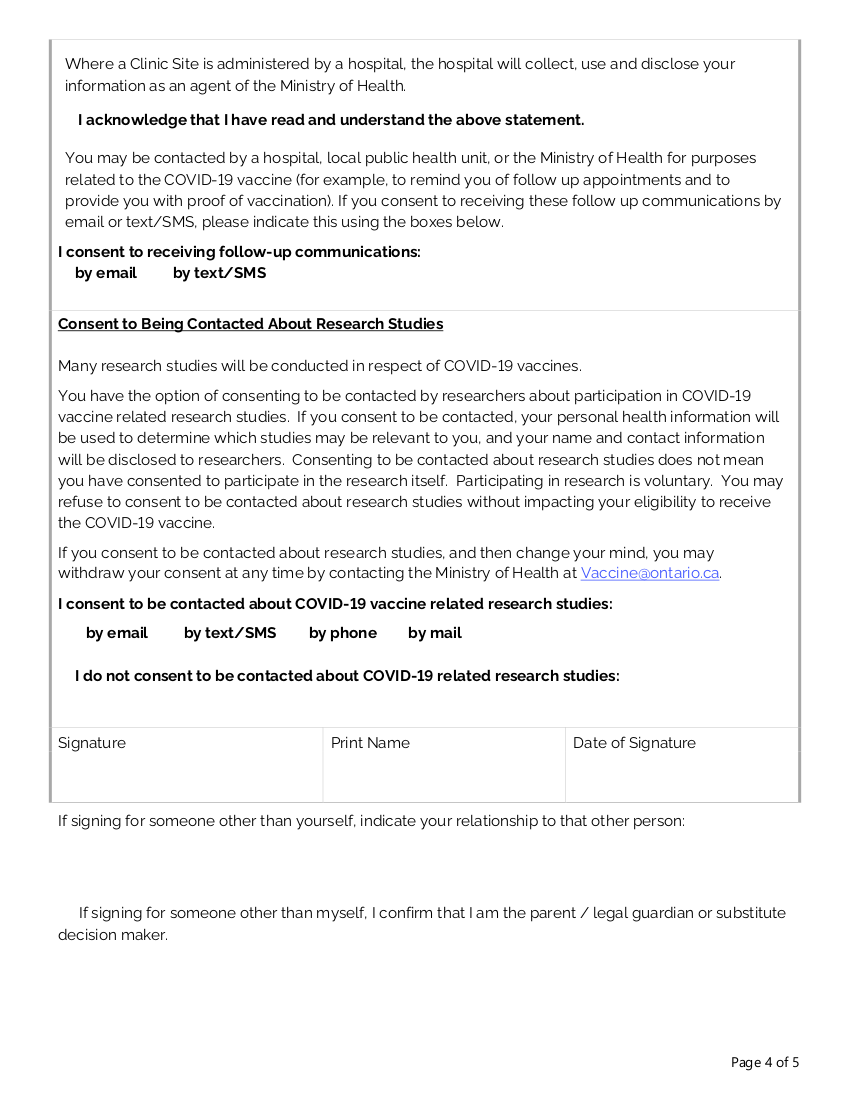 Where a Clinic Site is administered by a hospital, the hospital will collect, use and disclose your
information as an agent of the Ministry of Health.
I acknowledge that I have read and understand the above statement.
You may be contacted by a hospital, local public health unit, or the Ministry of Health for purposes
related to the COVID-19 vaccine (for example, to remind you of follow up appointments and to
provide you with proof of vaccination). If you consent to receiving these follow up communications by
email or text/SMS, please indicate this using the boxes below.
I consent to receiving follow-up communications:
by email by text/SMS
Consent to Being Contacted About Research Studies
Many research studies will be conducted in respect of COVID-19 vaccines.
You have the option of consenting to be contacted by researchers about participation in COVID-19
vaccine related research studies. If you consent to be contacted, your personal health information will
be used to determine which studies may be relevant to you, and your name and contact information
will be disclosed to researchers. Consenting to be contacted about research studies does not mean
you have consented to participate in the research itself. Participating in research is voluntary. You may
refuse to consent to be contacted about research studies without impacting your eligibility to receive
the COVID-19 vaccine.
If you consent to be contacted about research studies, and then change your mind, you may
withdraw your consent at any time by contacting the Ministry of Health at Vaccine@ontario.ca.
I consent to be contacted about COVID-19 vaccine related research studies:
by email by text/SMS by phone by mail
I do not consent to be contacted about COVID-19 related research studies:
Signature Print Name Date of Signature
If signing for someone other than yourself, indicate your relationship to that other person:
If signing for someone other than myself, I confirm that I am the parent / legal guardian or substitute
decision maker.
Page 4 of 5